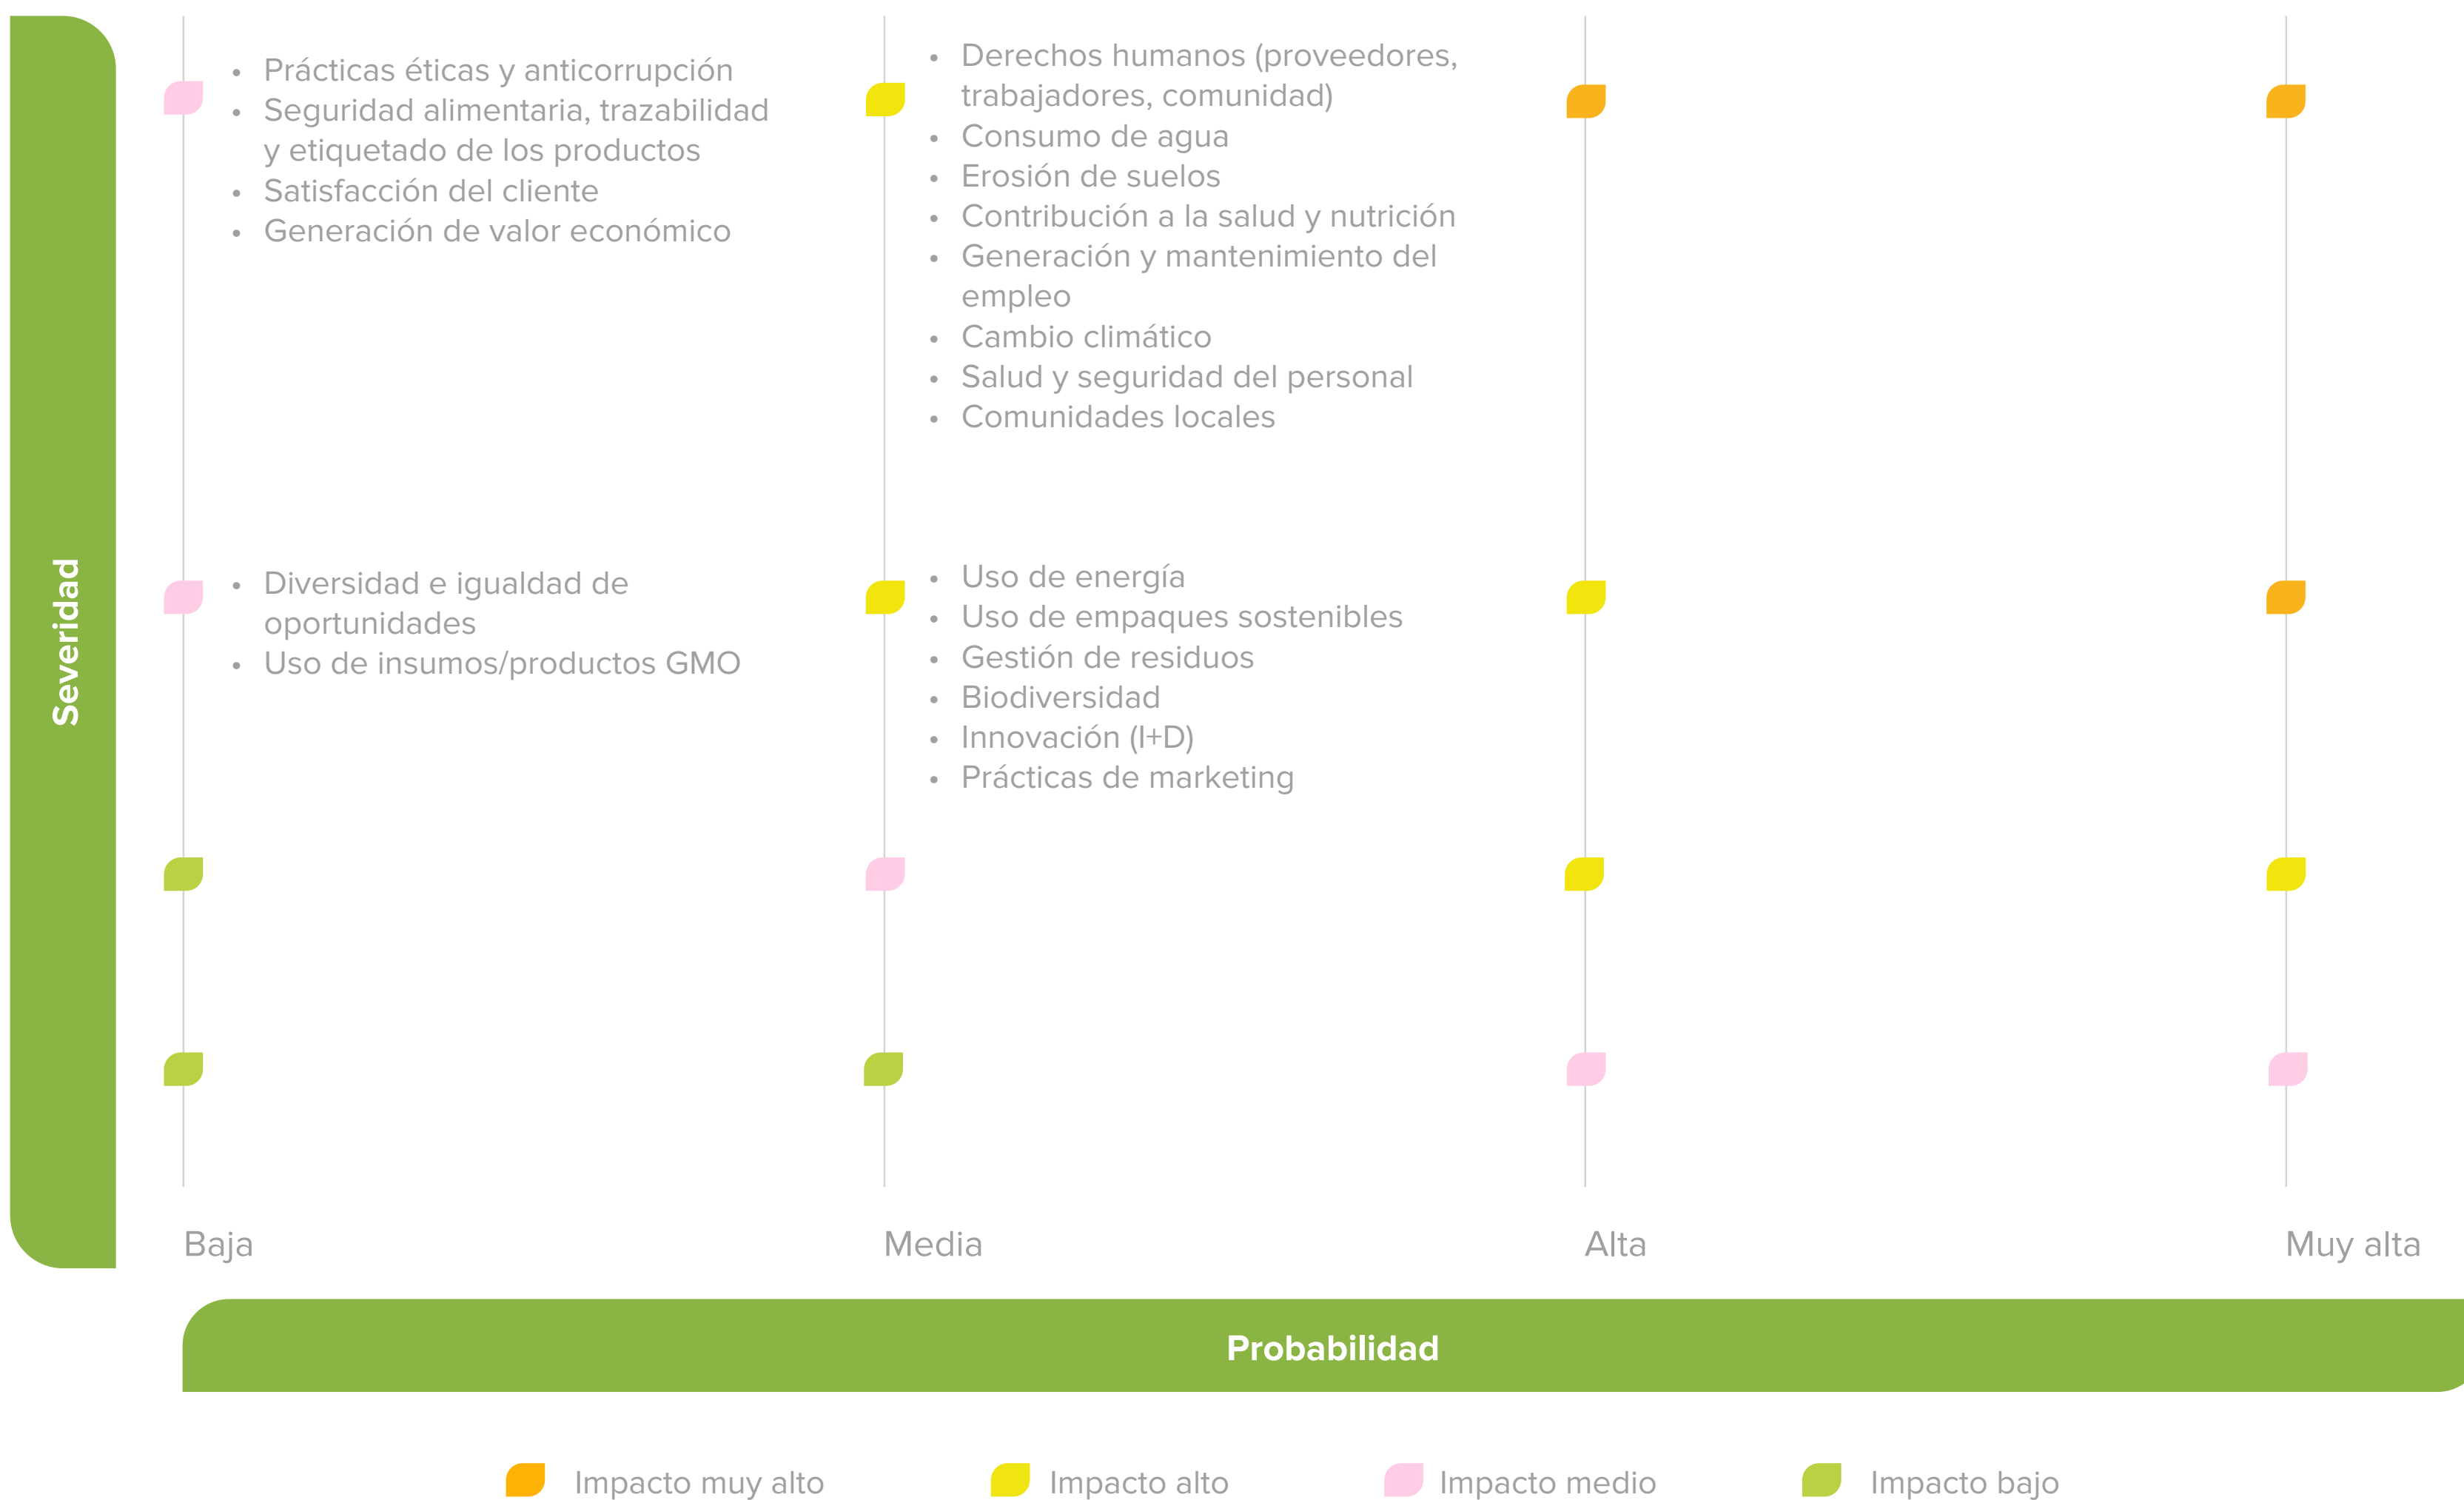 Severidad
• Prácticas éticas y anticorrupción
• Seguridad alimentaria, trazabilidad
y etiquetado de los productos
• Satisfacción del cliente
• Generación de valor económico
• Derechos humanos (proveedores,
trabajadores, comunidad)
• Consumo de agua
• Erosión de suelos
• Contribución a la salud y nutrición
• Generación y mantenimiento del
empleo
• Cambio climático
• Salud y seguridad del personal
• Comunidades locales
• Diversidad e igualdad de
oportunidades
• Uso de insumos/productos GMO
• Uso de energía
• Uso de empaques sostenibles
• Gestión de residuos
• Biodiversidad
• Innovación (I+D)
• Prácticas de marketing
Baja
Media
Alta
Muy alta
Probabilidad
Impacto muy alto
Impacto alto
Impacto medio
Impacto bajo